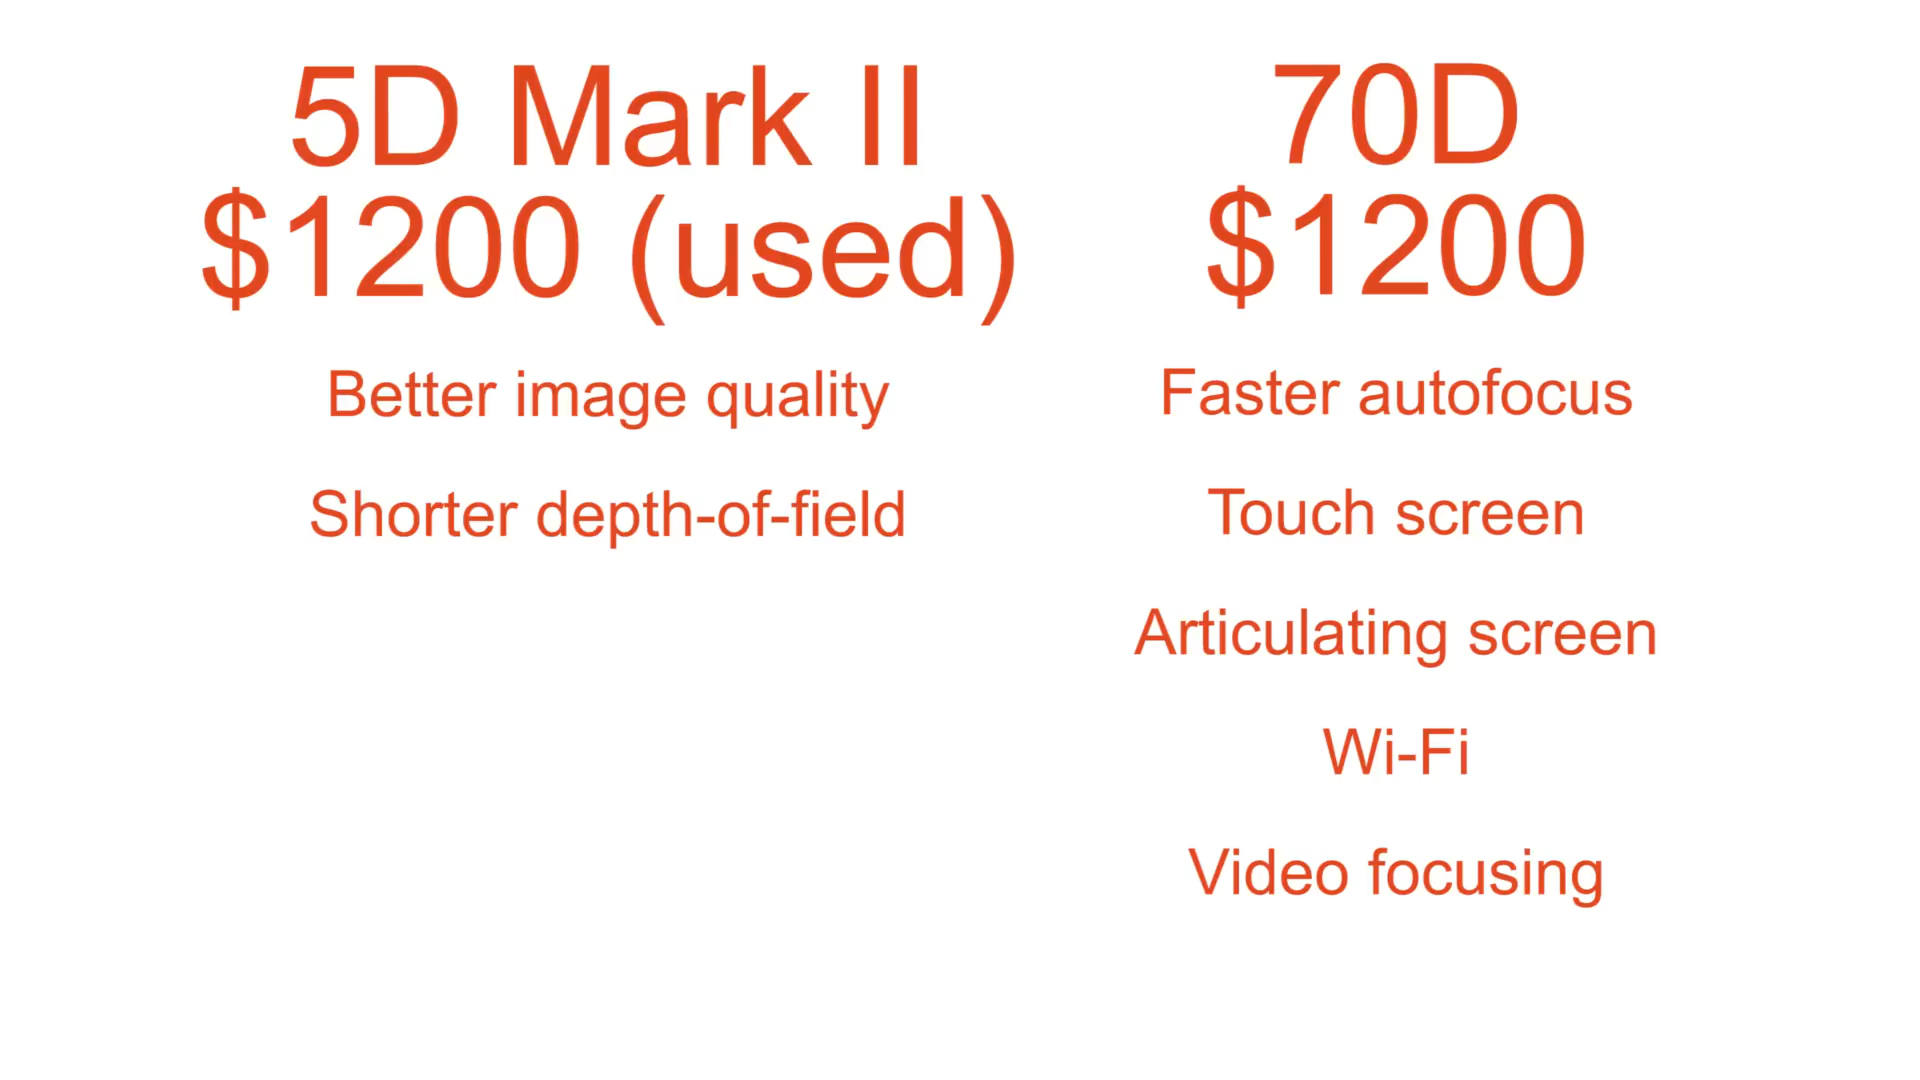 5D Mark II
$1200 (used)
Better image quality
Shorter depth-of-field
70D
$1200
Faster autofocus
Touch screen
Articulating screen
Wi-Fi
Video focusing